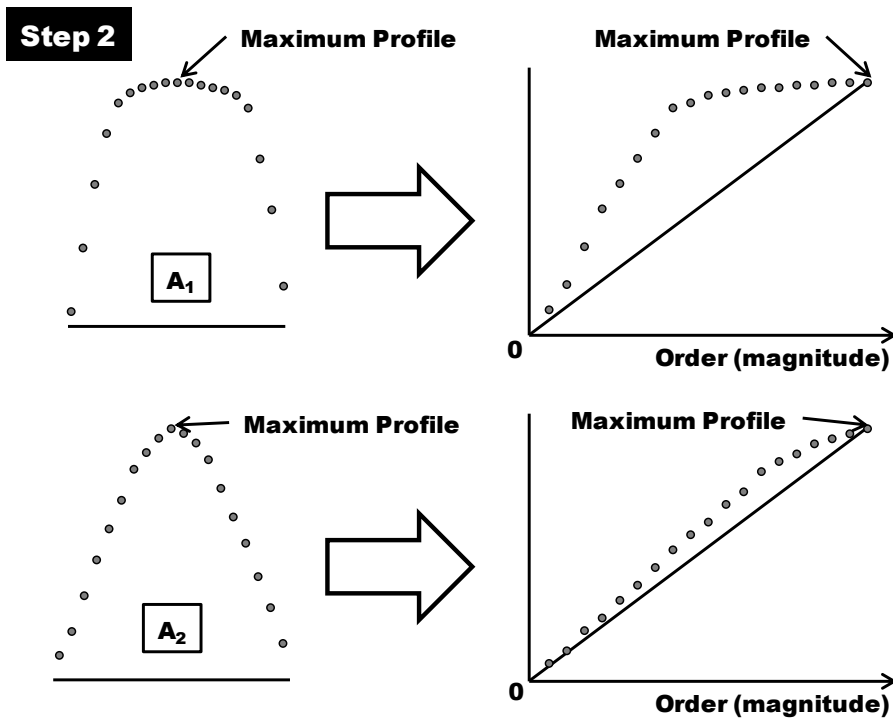 Step 2
Maximum Profile
Maximum Profile
A₁
0
Order (magnitude)
Maximum Profile
Maximum Profile
A₂
0
Order (magnitude)